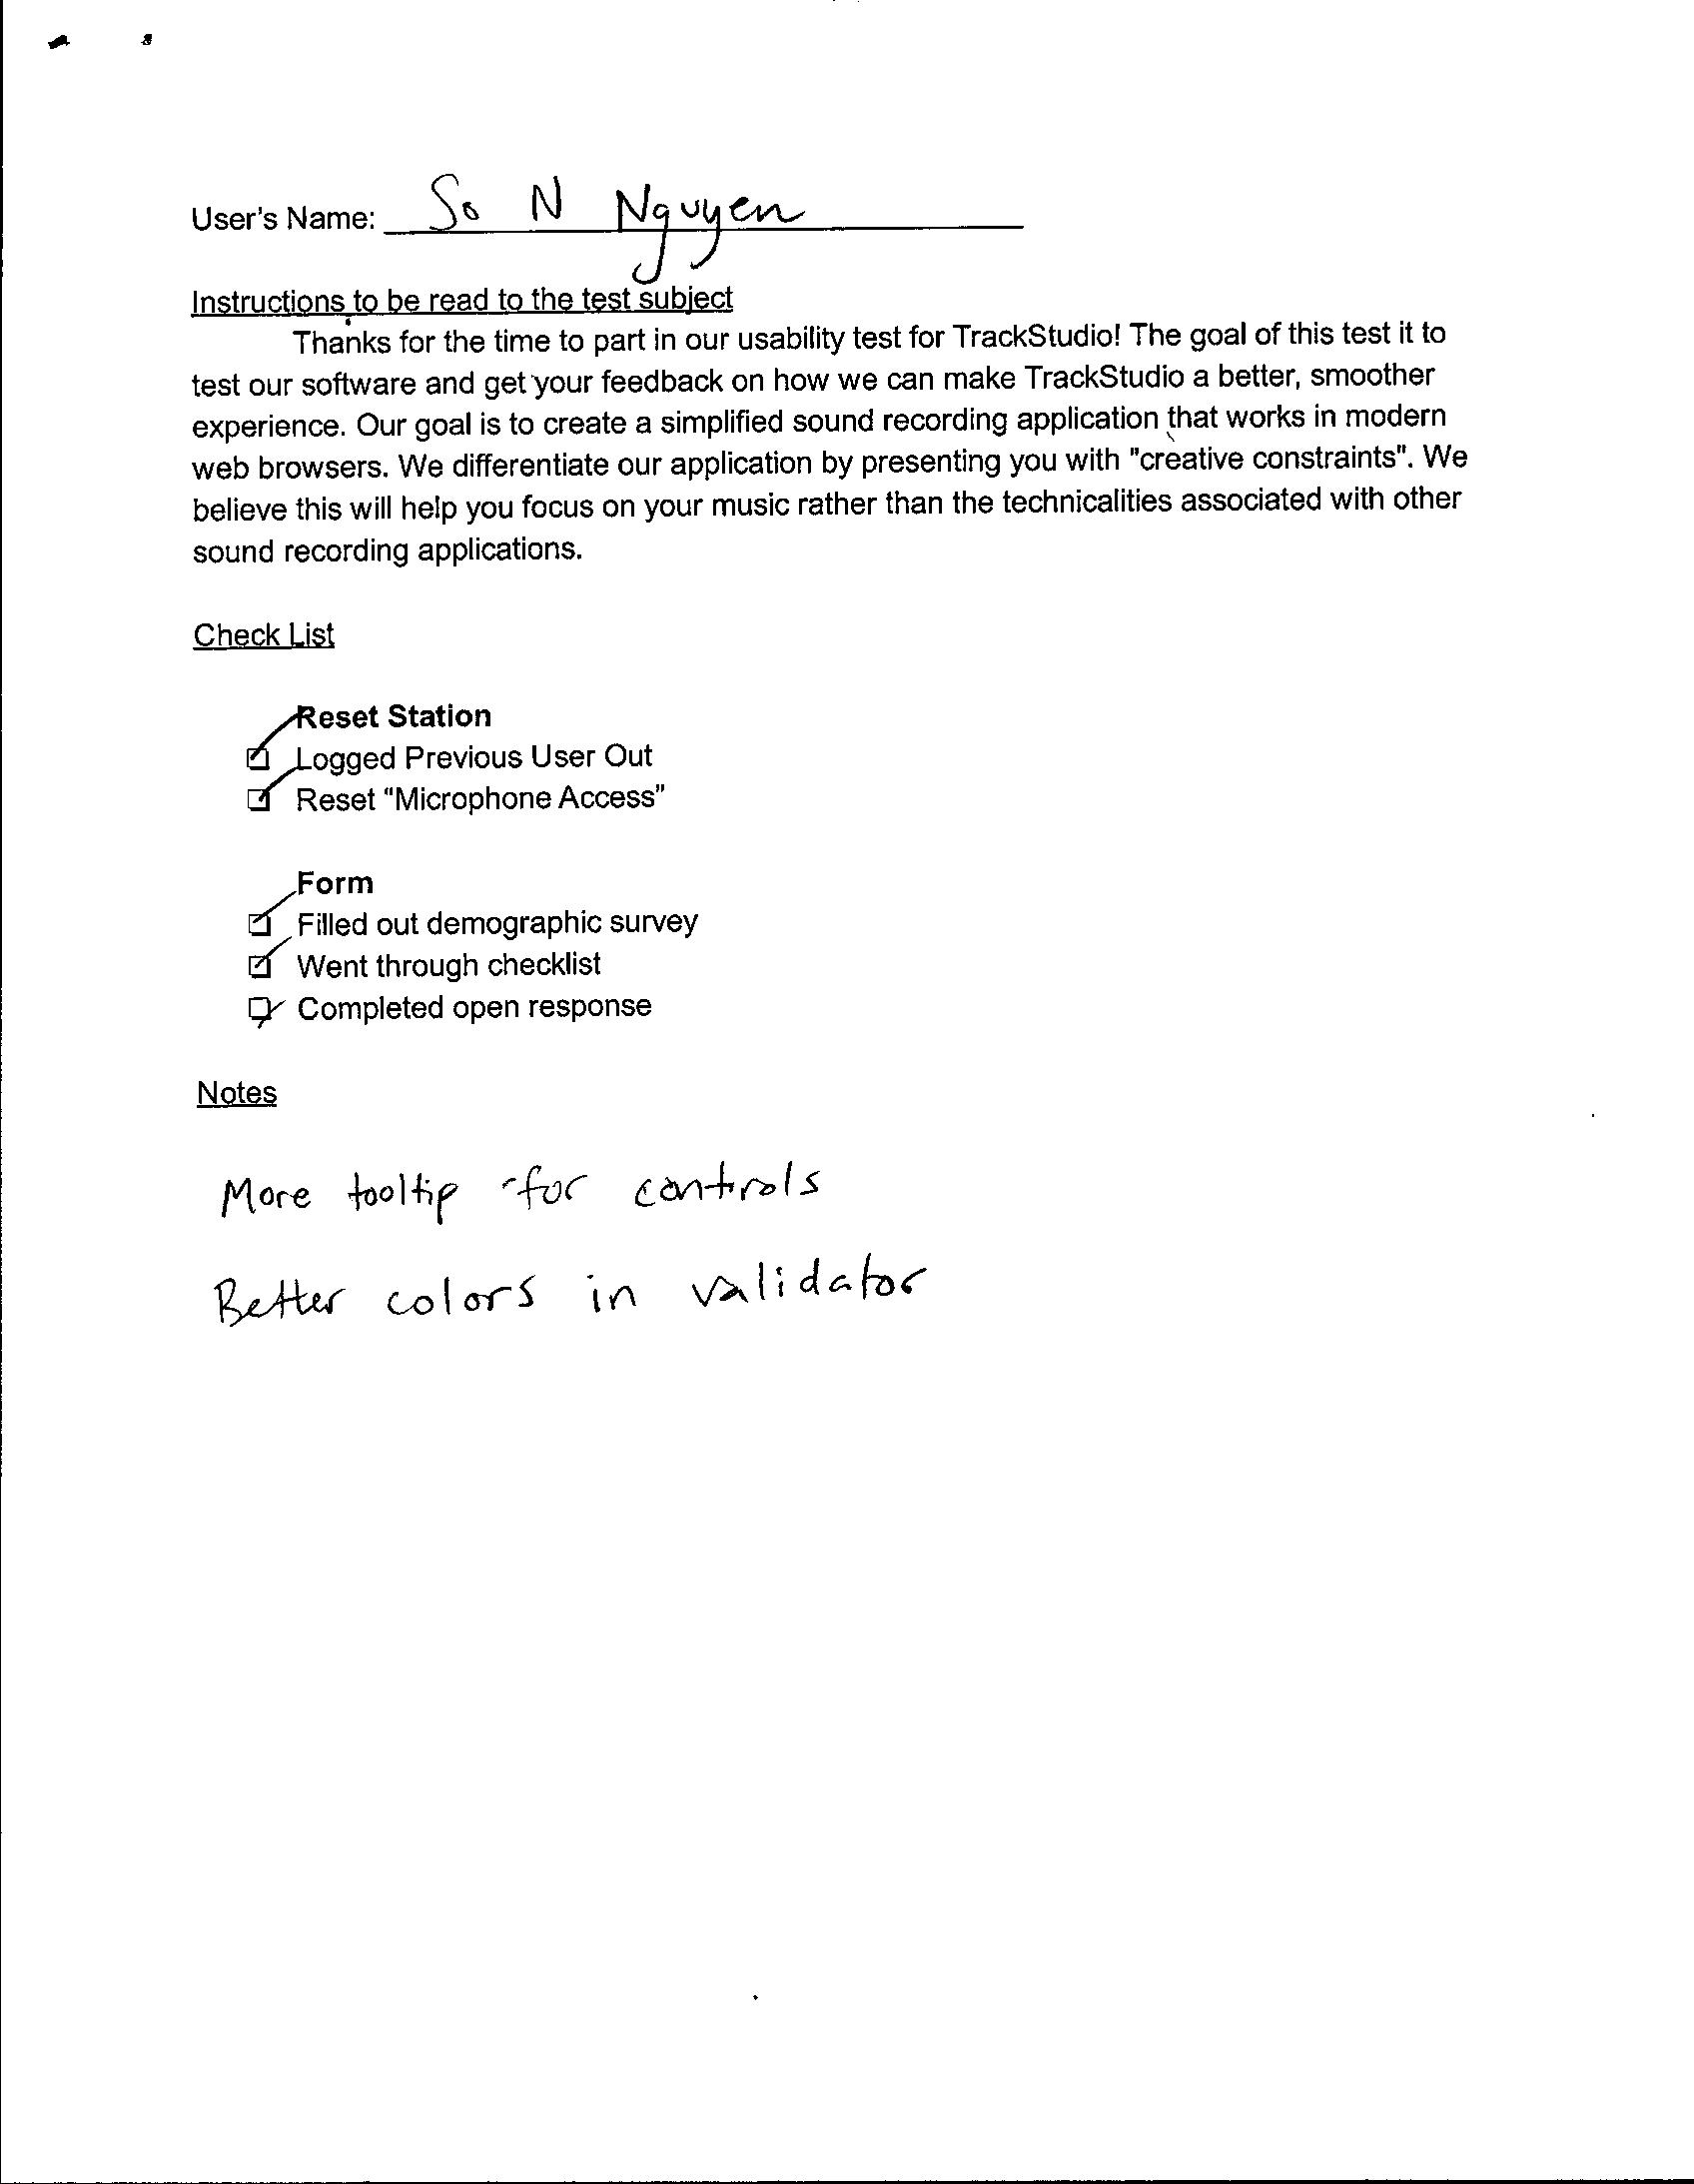 User's Name: So N Nguyen
Instructions to be read to the test subject
Thanks for the time to part in our usability test for TrackStudio! The goal of this test it to
test our software and get your feedback on how we can make TrackStudio a better, smoother
experience. Our goal is to create a simplified sound recording application that works in modern
web browsers. We differentiate our application by presenting you with "creative constraints". We
believe this will help you focus on your music rather than the technicalities associated with other
sound recording applications.
Check List
Reset Station
Logged Previous User Out
Reset "Microphone Access"
Form
Filled out demographic survey
Went through checklist
Completed open response
Notes
More tooltip for controls
Better colors in validator